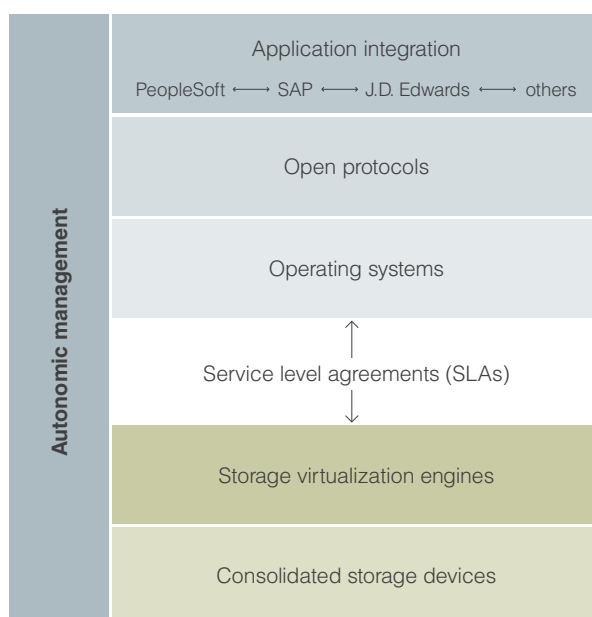 Application integration
PeopleSoft ⟷ SAP ⟷ J.D. Edwards ⟷ others
Open protocols
Operating systems
Autonomic management
Service level agreements (SLAs)
Storage virtualization engines
Consolidated storage devices